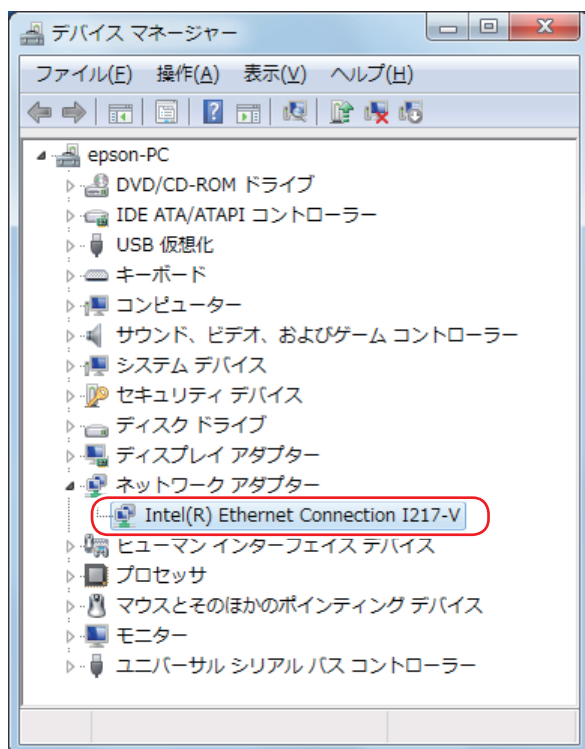 デバイス マネージャー
ファイル(F) 操作(A) 表示(V) ヘルプ(H)
epson-PC
DVD/CD-ROM ドライブ
IDE ATA/ATAPI コントローラー
USB 仮想化
キーボード
コンピューター
サウンド、ビデオ、およびゲーム コントローラー
システム デバイス
セキュリティ デバイス
ディスク ドライブ
ディスプレイ アダプター
ネットワーク アダプター
Intel(R) Ethernet Connection I217-V
ヒューマン インターフェイス デバイス
プロセッサ
マウスとそのほかのポインティング デバイス
モニター
ユニバーサル シリアル バス コントローラー